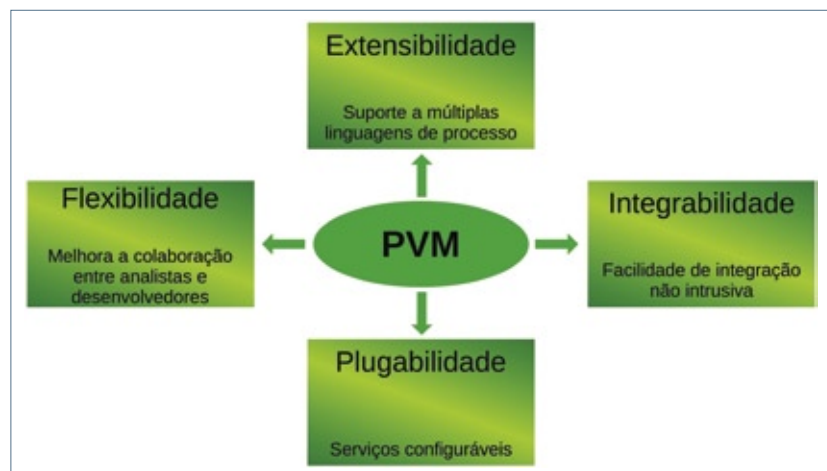 Extensibilidade
Suporte a múltiplas
linguagens de processo
Flexibilidade
Melhora a colaboração
entre analistas e
desenvolvedores
PVM
Integrabilidade
Facilidade de integração
não intrusiva
Plugabilidade
Serviços configuráveis